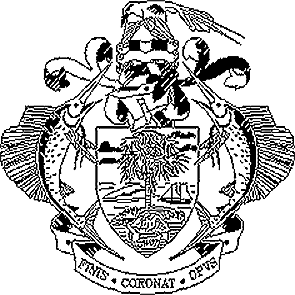 FINIS • CORONAT • OPVS